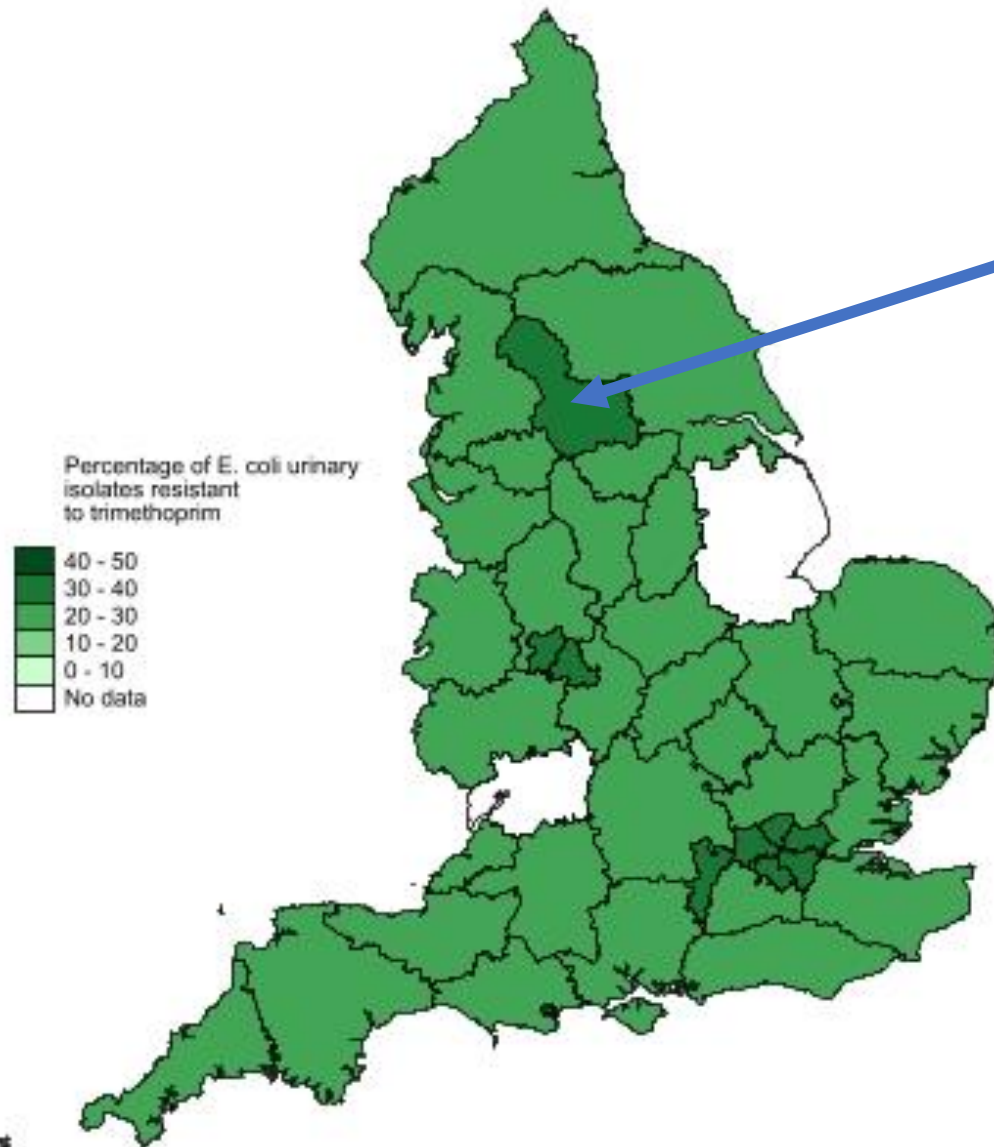 Percentage of E. coli urinary
isolates resistant
to trimethoprim
40 - 50
30 - 40
20 - 30
10 - 20
0 - 10
No data